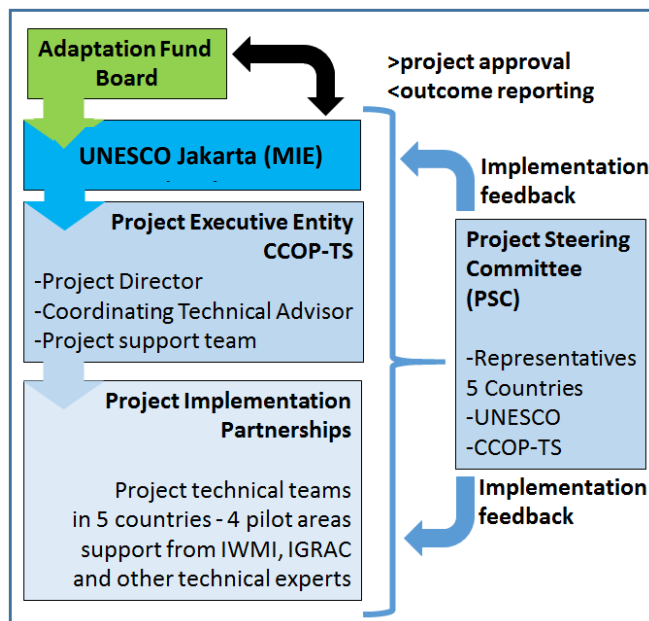 Adaptation Fund
Board
>project approval
<outcome reporting
UNESCO Jakarta (MIE)
Implementation
feedback
Project Executive Entity
CCOP-TS
-Project Director
-Coordinating Technical Advisor
-Project support team
Project Steering
Committee
(PSC)
-Representatives
5 Countries
-UNESCO
-CCOP-TS
Project Implementation
Partnerships
Project technical teams
in 5 countries - 4 pilot areas
support from IWMI, IGRAC
and other technical experts
Implementation
feedback